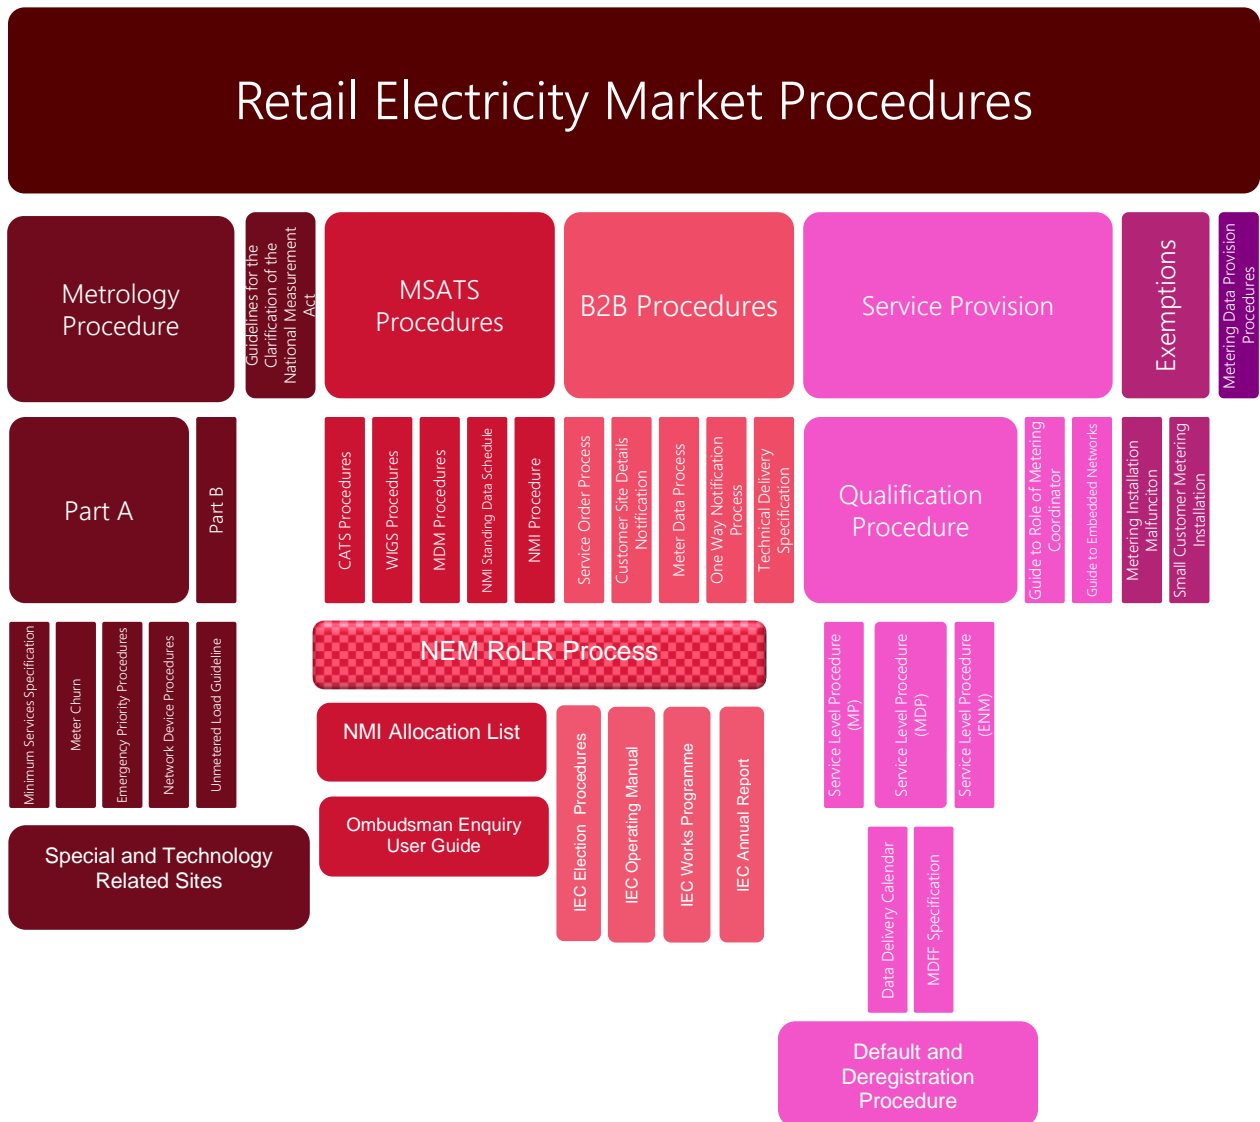 Retail Electricity Market Procedures
Metrology
Procedure
Guidelines for the
Clarification of the
National Measurement
Act
MSATS
Procedures
B2B Procedures
Service Provision
Exemptions
Metering Data Provision
Procedures
Part A
Part B
CATS Procedures
WIGS Procedures
MDM Procedures
NMI Standing Data Schedule
NMI Procedure
Service Order Process
Customer Site Details
Notification
Meter Data Process
One Way Notification
Process
Technical Delivery
Specification
Qualification
Procedure
Guide to Role of Metering
Coordinator
Guide to Embedded Networks
Metering Installation
Malfunciton
Small Customer Metering
Installation
Minimum Services Specification
Meter Churn
Emergency Priority Procedures
Network Device Procedures
Unmetered Load Guideline
NEM RoLR Process
Service Level Procedure
(MP)
Service Level Procedure
(MDP)
Service Level Procedure
(ENM)
NMI Allocation List
Ombudsman Enquiry
User Guide
IEC Election  Procedures
IEC Operating Manual
IEC Works Programme
IEC Annual Report
Special and Technology
Related Sites
Data Delivery Calendar
MDFF Specification
Default and
Deregistration
Procedure